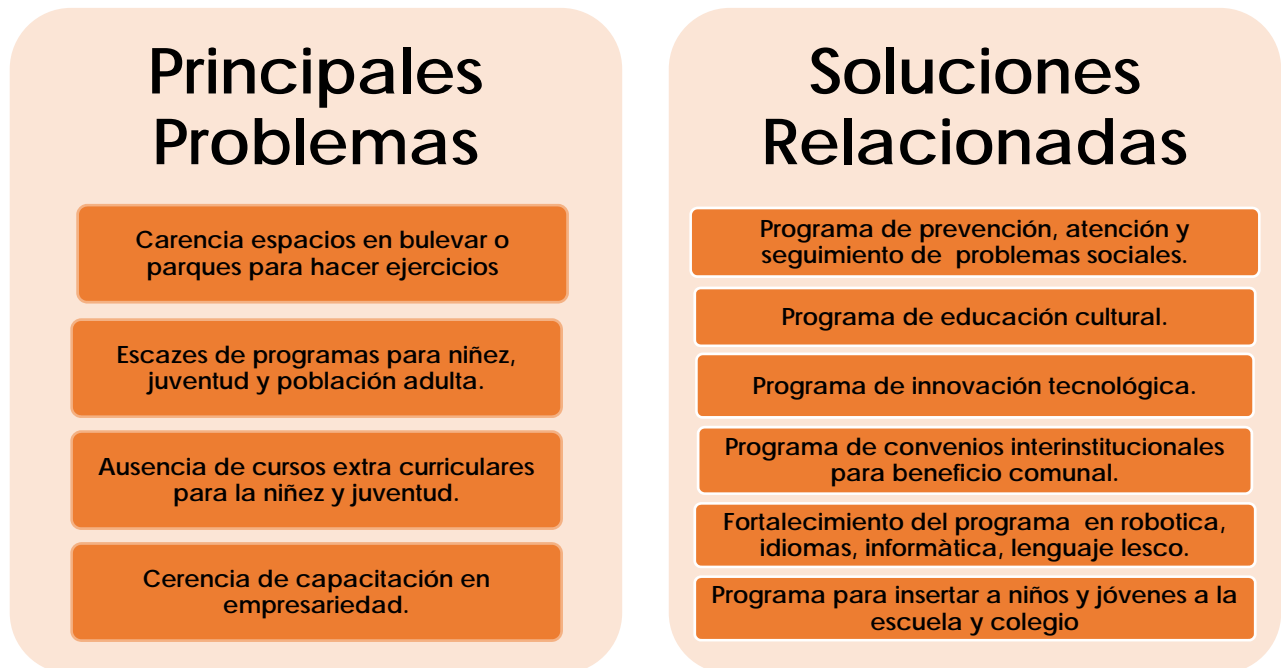 Principales
Problemas
Carencia espacios en bulevar o
parques para hacer ejercicios
Escazes de programas para niñez,
juventud y población adulta.
Ausencia de cursos extra curriculares
para la niñez y juventud.
Cerencia de capacitación en
empresariedad.
Soluciones
Relacionadas
Programa de prevención, atención y
seguimiento de  problemas sociales.
Programa de educación cultural.
Programa de innovación tecnológica.
Programa de convenios interinstitucionales
para beneficio comunal.
Fortalecimiento del programa  en robotica,
idiomas, informàtica, lenguaje lesco.
Programa para insertar a niños y jóvenes a la
escuela y colegio